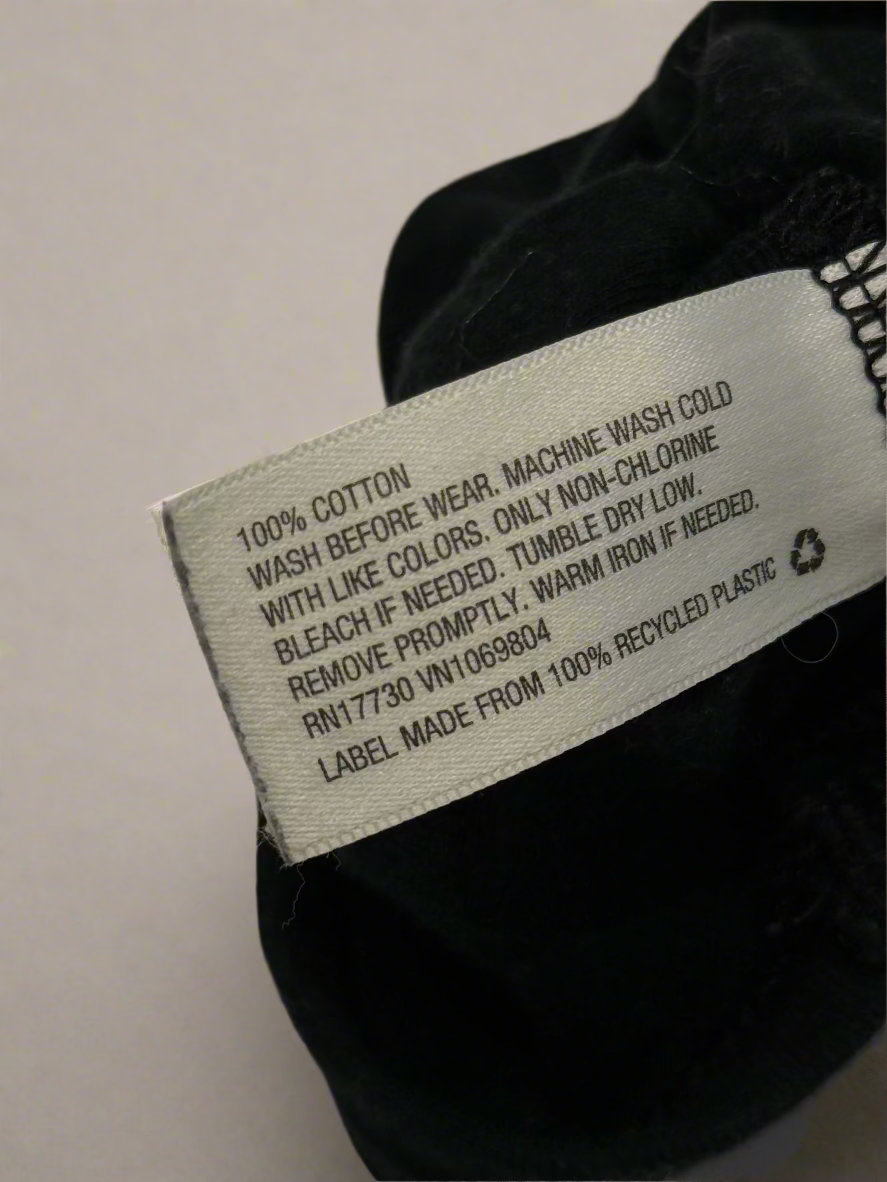 100% COTTON
WASH BEFORE WEAR. MACHINE WASH COLD
WITH LIKE COLORS. ONLY NON-CHLORINE
BLEACH IF NEEDED. TUMBLE DRY LOW.
REMOVE PROMPTLY. WARM IRON IF NEEDED.
RN17730 VN1069804
LABEL MADE FROM 100% RECYCLED PLASTIC